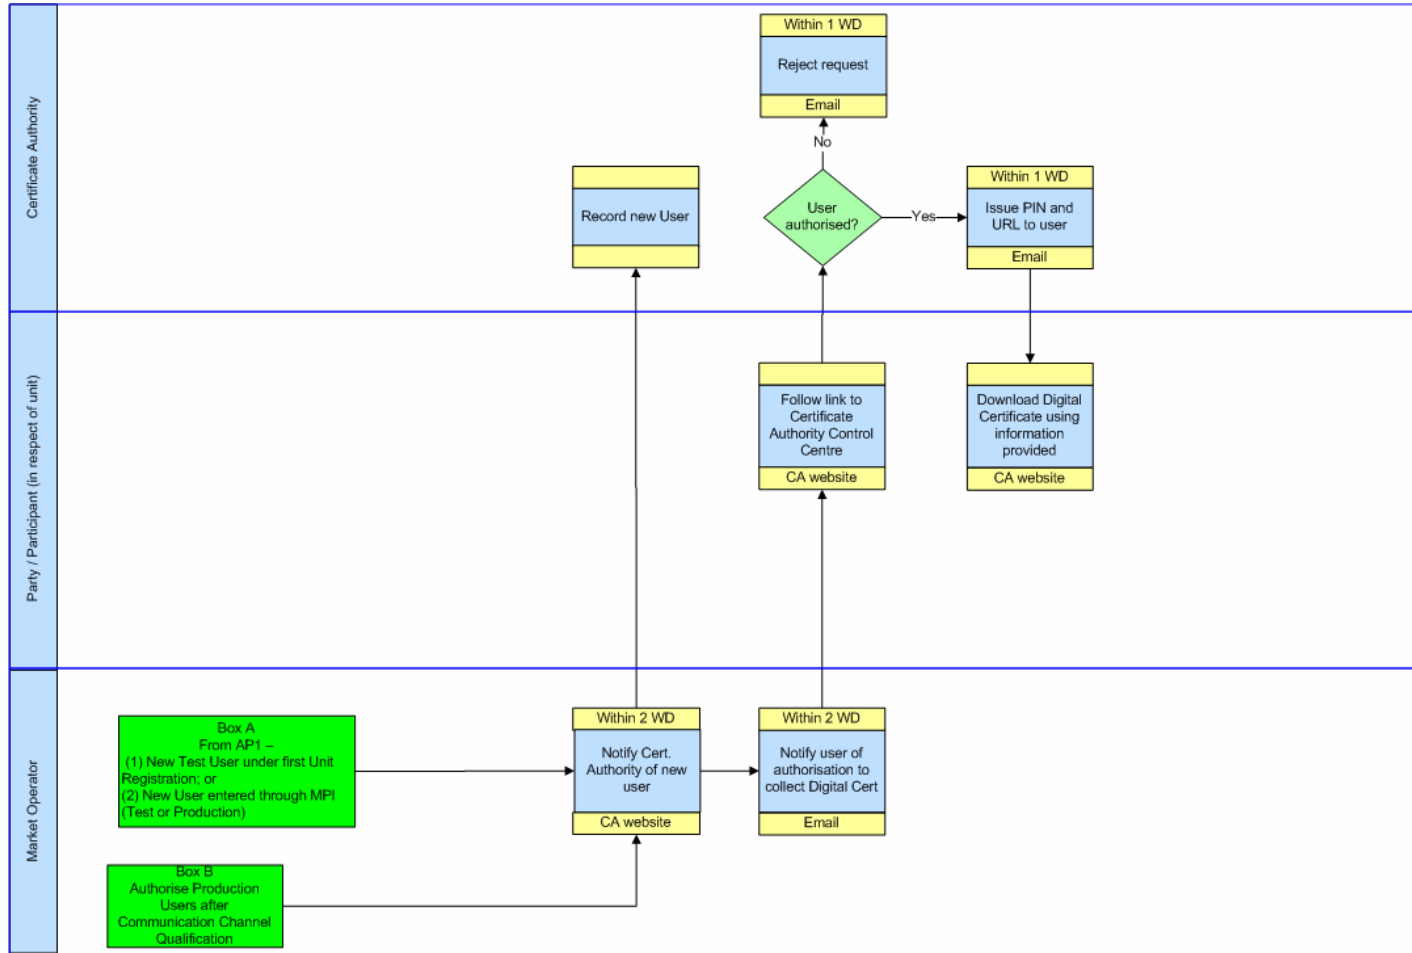 Certificate Authority
Within 1 WD
Reject request
Email
No
Record new User
User
authorised?
Yes
Within 1 WD
Issue PIN and
URL to user
Email
Party / Participant (in respect of unit)
Follow link to
Certificate
Authority Control
Centre
CA website
Download Digital
Certificate using
information
provided
CA website
Market Operator
Box A
From AP1 –
(1) New Test User under first Unit
Registration; or
(2) New User entered through MPI
(Test or Production)
Within 2 WD
Notify Cert.
Authority of new
user
CA website
Within 2 WD
Notify user of
authorisation to
collect Digital Cert
Email
Box B
Authorise Production
Users after
Communication Channel
Qualification